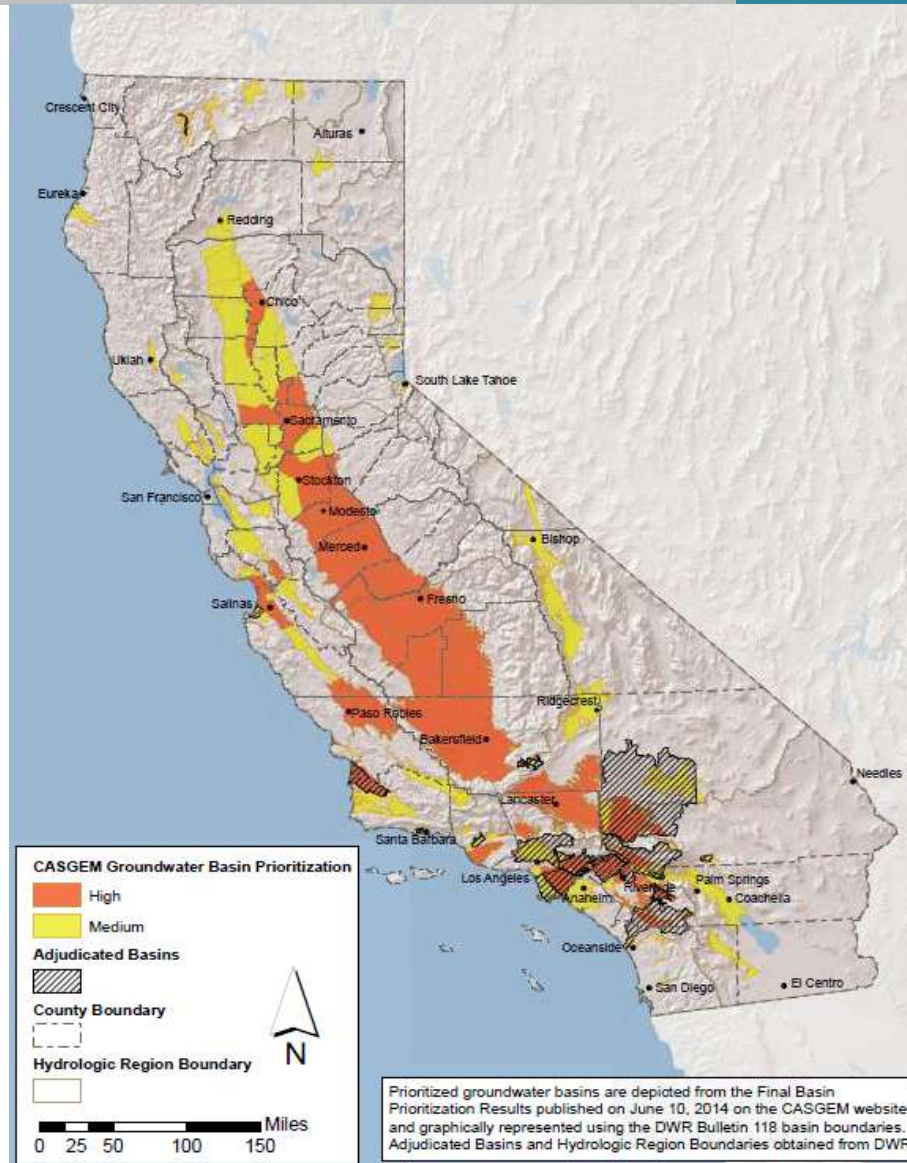 Crescent City
Alturas
Eureka
Redding
Chico
Ukiah
South Lake Tahoe
Sacramento
Stockton
San Francisco
Modesto
Bishop
Merced
Fresno
Salinas
Ridgecrest
Paso Robles
Bakersfield
Needles
Lancaster
Santa Barbara
Los Angeles
Riverside
Palm Springs
Anaheim
Coachella
Oceanside
San Diego
El Centro
CASGEM Groundwater Basin Prioritization
High
Medium
Adjudicated Basins
County Boundary
Hydrologic Region Boundary
N
Miles
0 25 50 100 150
Prioritized groundwater basins are depicted from the Final Basin
Prioritization Results published on June 10, 2014 on the CASGEM website
and graphically represented using the DWR Bulletin 118 basin boundaries.
Adjudicated Basins and Hydrologic Region Boundaries obtained from DWR